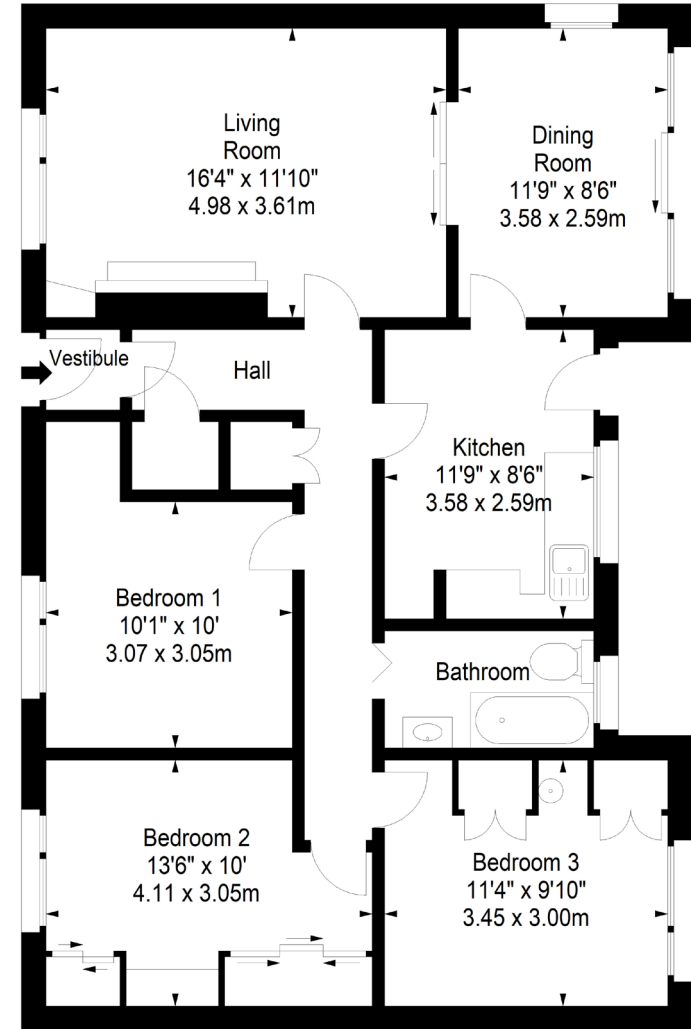 Living
Room
16'4" x 11'10"
4.98 x 3.61m
Dining
Room
11'9" x 8'6"
3.58 x 2.59m
Vestibule
Hall
Kitchen
11'9" x 8'6"
3.58 x 2.59m
Bedroom 1
10'1" x 10'
3.07 x 3.05m
Bathroom
Bedroom 2
13'6" x 10'
4.11 x 3.05m
Bedroom 3
11'4" x 9'10"
3.45 x 3.00m